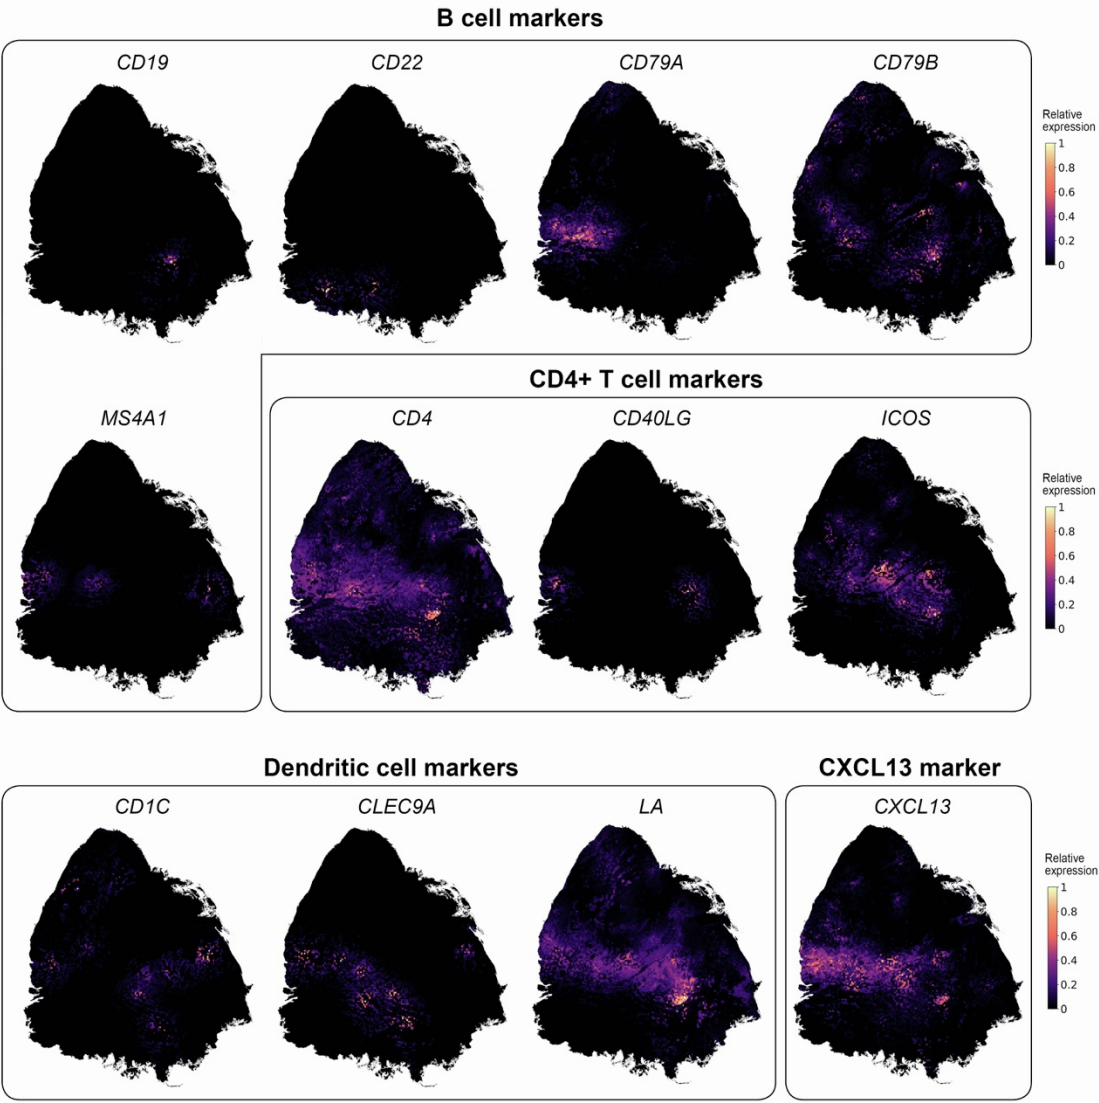 B cell markers
CD19
CD22
CD79A
CD79B
Relative
expression
1
0.8
0.6
0.4
0.2
0
CD4+ T cell markers
MS4A1
CD4
CD40LG
ICOS
Relative
expression
1
0.8
0.6
0.4
0.2
0
Dendritic cell markers
CXCL13 marker
CD1C
CLEC9A
LA
CXCL13
Relative
expression
1
0.8
0.6
0.4
0.2
0